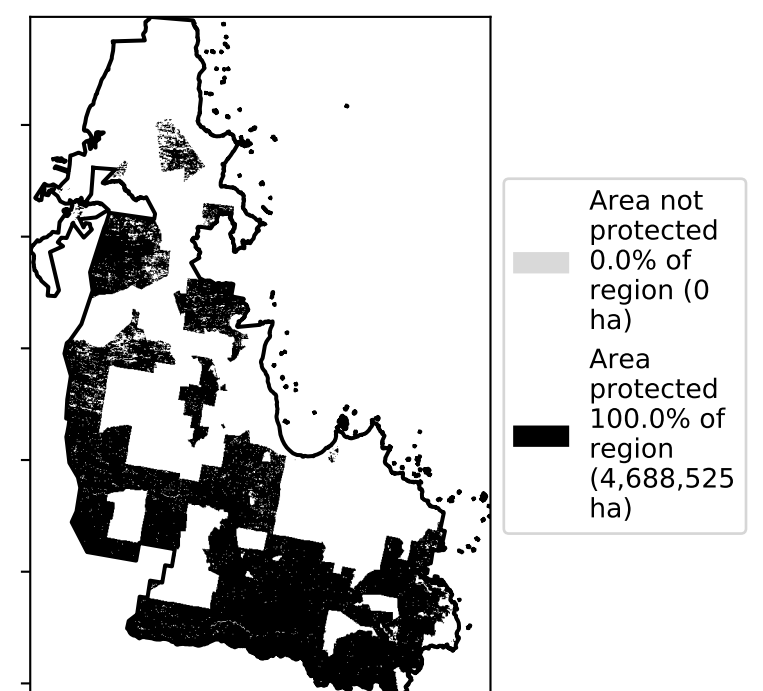 Area not
protected
0.0% of
region (0
ha)
Area
protected
100.0% of
region
(4,688,525
ha)